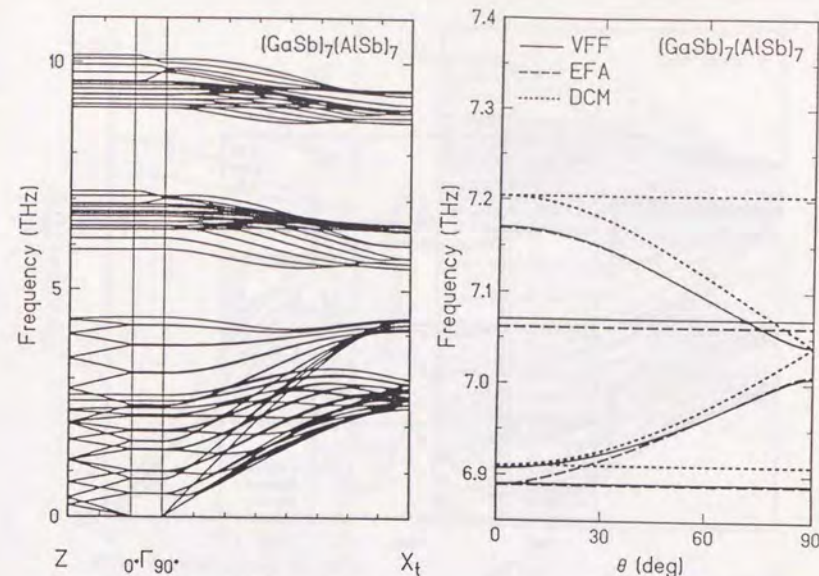 (GaSb)7(AlSb)7
10
5
0
Frequency (THz)
Z
0°Γ90°
Xt
7.4
7.3
7.2
7.1
7.0
6.9
Frequency (THz)
VFF
EFA
DCM
(GaSb)7(AlSb)7
0
30
60
90
θ (deg)